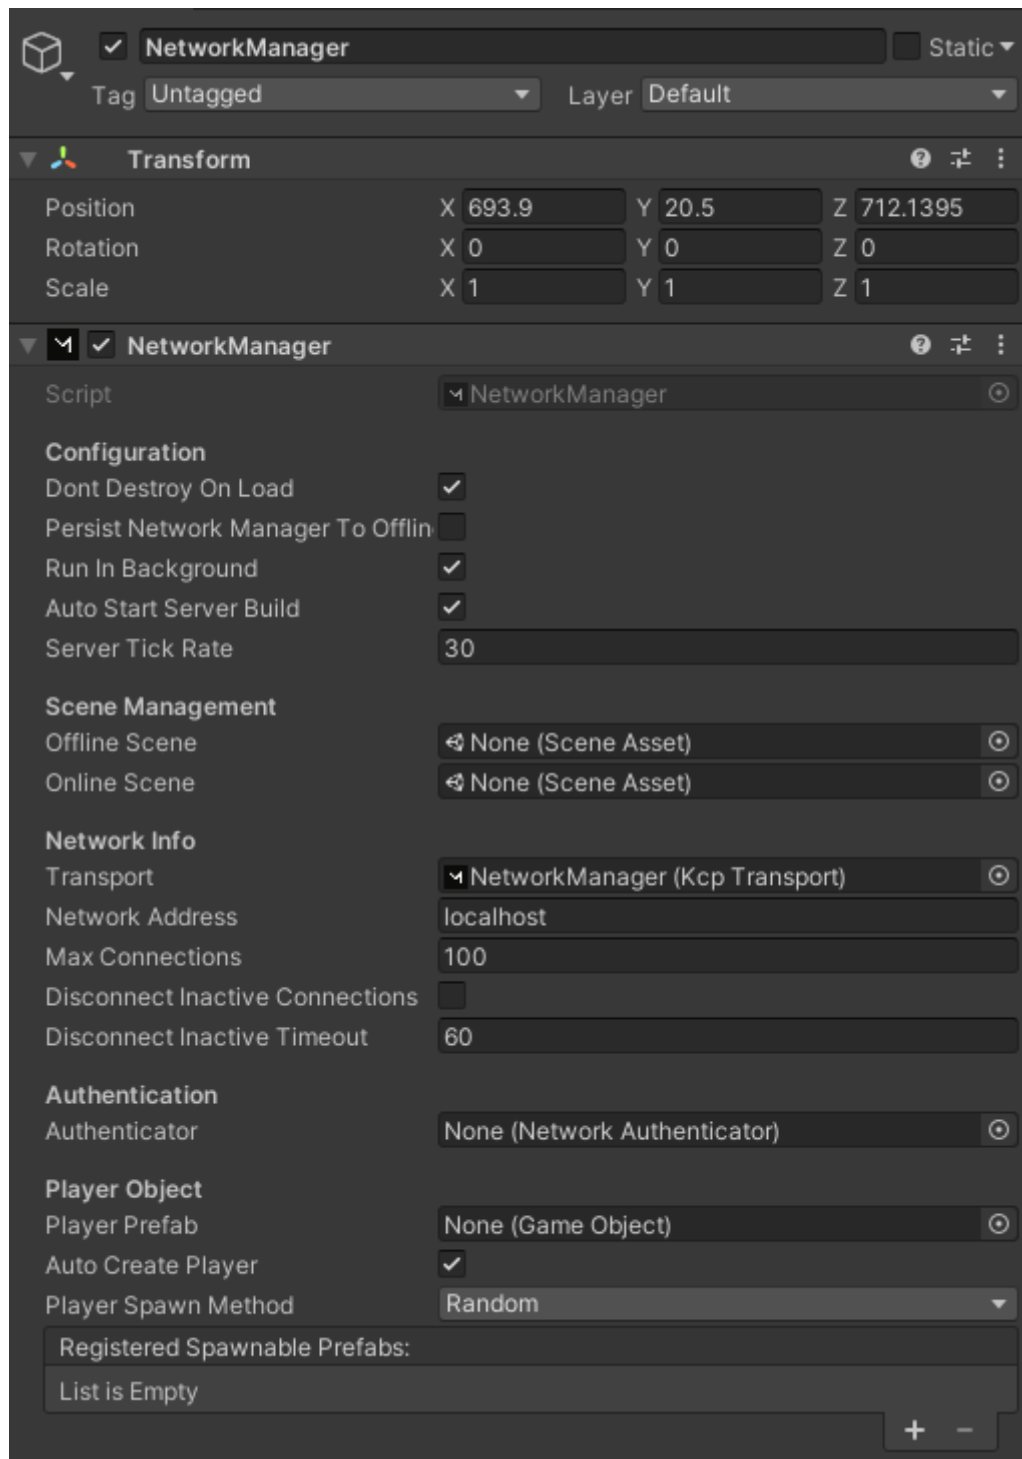 NetworkManager Static
Tag Untagged Layer Default
Transform
Position X 693.9 Y 20.5 Z 712.1395
Rotation X 0 Y 0 Z 0
Scale X 1 Y 1 Z 1
NetworkManager
Script NetworkManager
Configuration
Dont Destroy On Load
Persist Network Manager To Offlin
Run In Background
Auto Start Server Build
Server Tick Rate 30
Scene Management
Offline Scene None (Scene Asset)
Online Scene None (Scene Asset)
Network Info
Transport NetworkManager (Kcp Transport)
Network Address localhost
Max Connections 100
Disconnect Inactive Connections
Disconnect Inactive Timeout 60
Authentication
Authenticator None (Network Authenticator)
Player Object
Player Prefab None (Game Object)
Auto Create Player
Player Spawn Method Random
Registered Spawnable Prefabs:
List is Empty